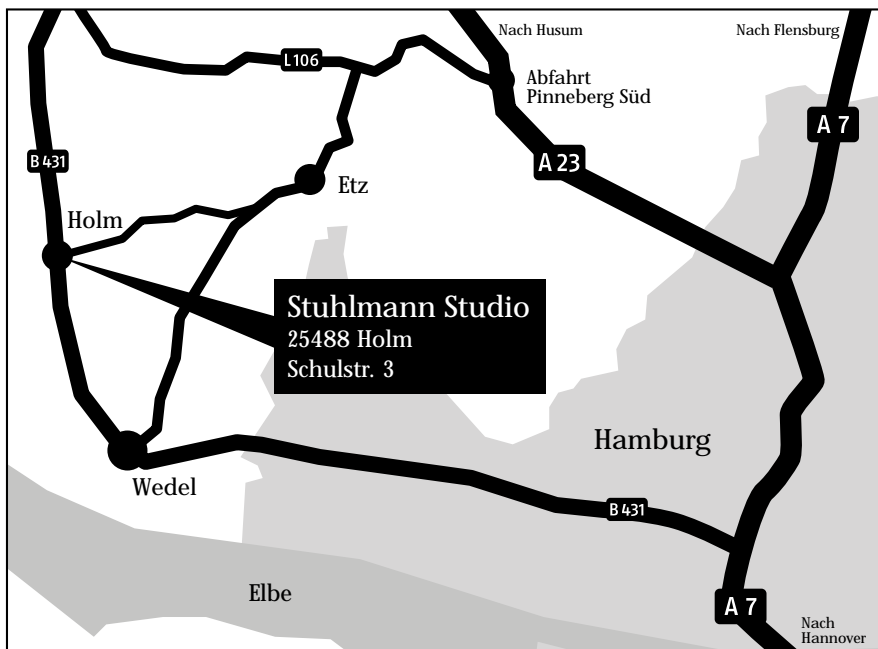 Nach Husum
Nach Flensburg
L106
Abfahrt
Pinneberg Süd
A 7
B 431
A 23
Etz
Holm
Stuhlmann Studio
25488 Holm
Schulstr. 3
Hamburg
Wedel
B 431
Elbe
A 7
Nach
Hannover